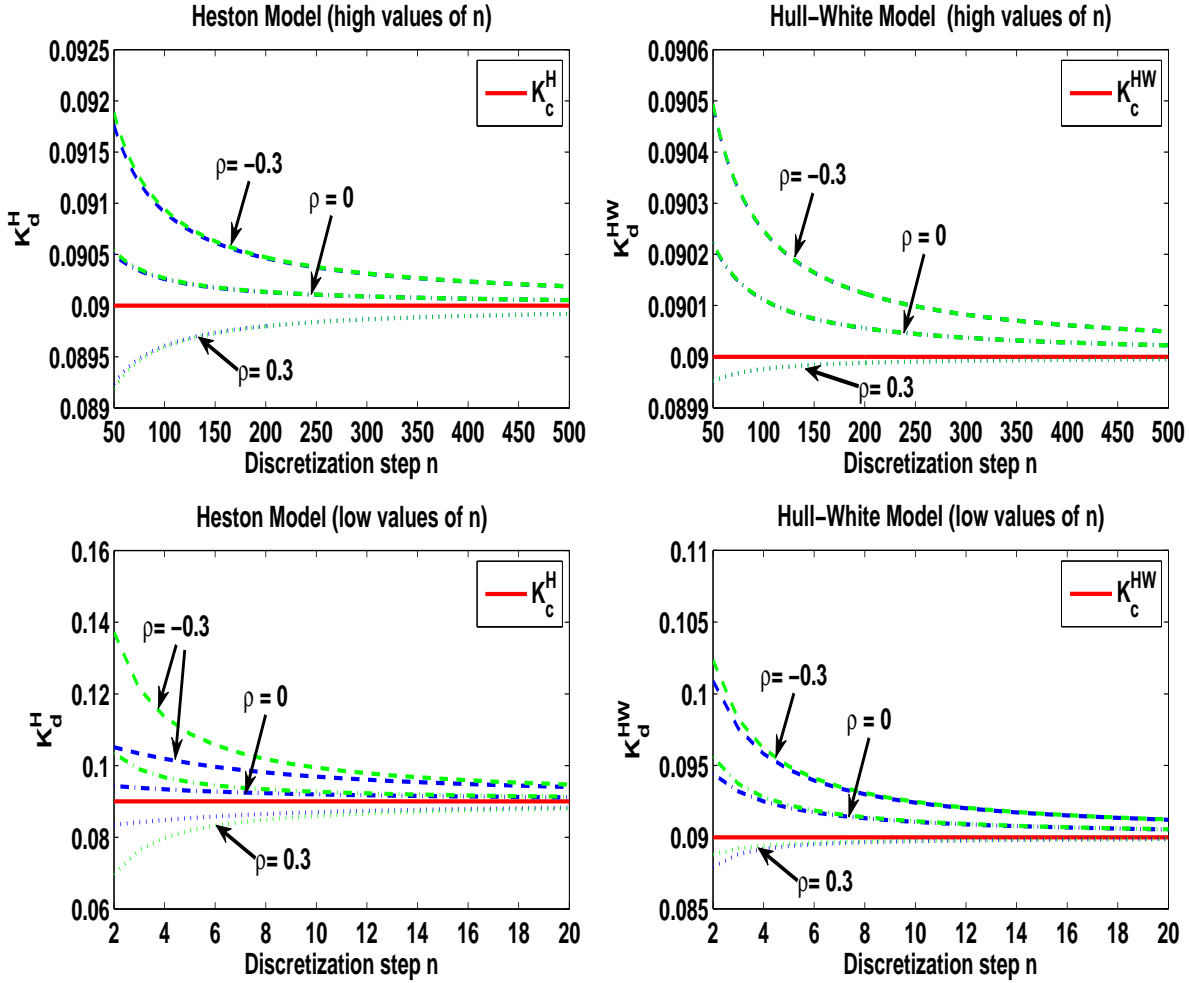 Heston Model (high values of n)
0.0925
0.092
0.0915
0.091
0.0905
0.09
0.0895
0.089
K_d^H
K_c^H
ρ= −0.3
ρ = 0
ρ= 0.3
50 100 150 200 250 300 350 400 450 500
Discretization step n
Hull−White Model (high values of n)
0.0906
0.0905
0.0904
0.0903
0.0902
0.0901
0.09
0.0899
K_d^HW
K_c^HW
ρ= −0.3
ρ = 0
ρ= 0.3
50 100 150 200 250 300 350 400 450 500
Discretization step n
Heston Model (low values of n)
0.16
0.14
0.12
0.1
0.08
0.06
K_d^H
K_c^H
ρ= −0.3
ρ = 0
ρ= 0.3
2 4 6 8 10 12 14 16 18 20
Discretization step n
Hull−White Model (low values of n)
0.11
0.105
0.1
0.095
0.09
0.085
K_d^HW
K_c^HW
ρ= −0.3
ρ = 0
ρ= 0.3
2 4 6 8 10 12 14 16 18 20
Discretization step n